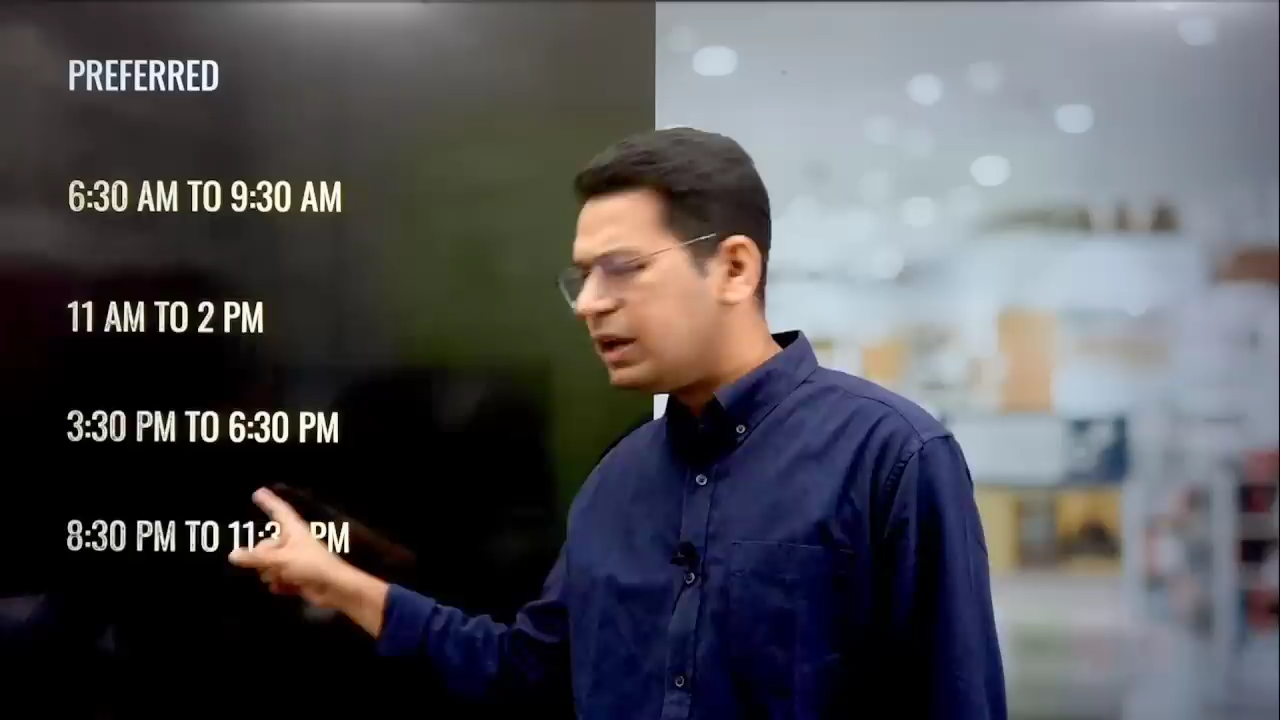 PREFERRED
6:30 AM TO 9:30 AM
11 AM TO 2 PM
3:30 PM TO 6:30 PM
8:30 PM TO PM